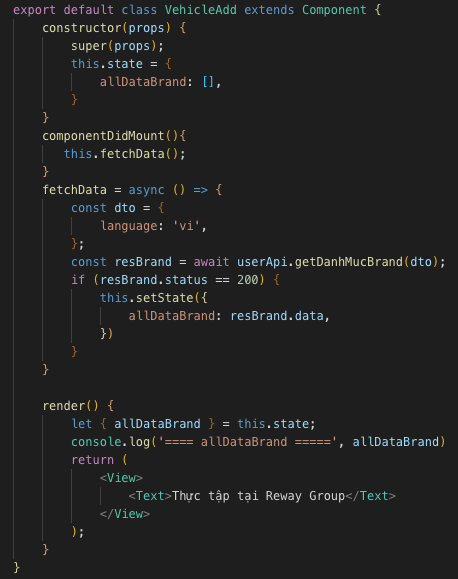 export default class VehicleAdd extends Component {
    constructor(props) {
        super(props);
        this.state = {
            allDataBrand: [],
        }
    }
    componentDidMount(){
       this.fetchData();
    }
    fetchData = async () => {
        const dto = {
            language: 'vi',
        };
        const resBrand = await userApi.getDanhMucBrand(dto);
        if (resBrand.status == 200) {
            this.setState({
                allDataBrand: resBrand.data,
            })
        }
    }

    render() {
        let { allDataBrand } = this.state;
        console.log('==== allDataBrand =====', allDataBrand)
        return (
            <View>
                <Text>Thực tập tại Reway Group</Text>
            </View>
        );
    }
}